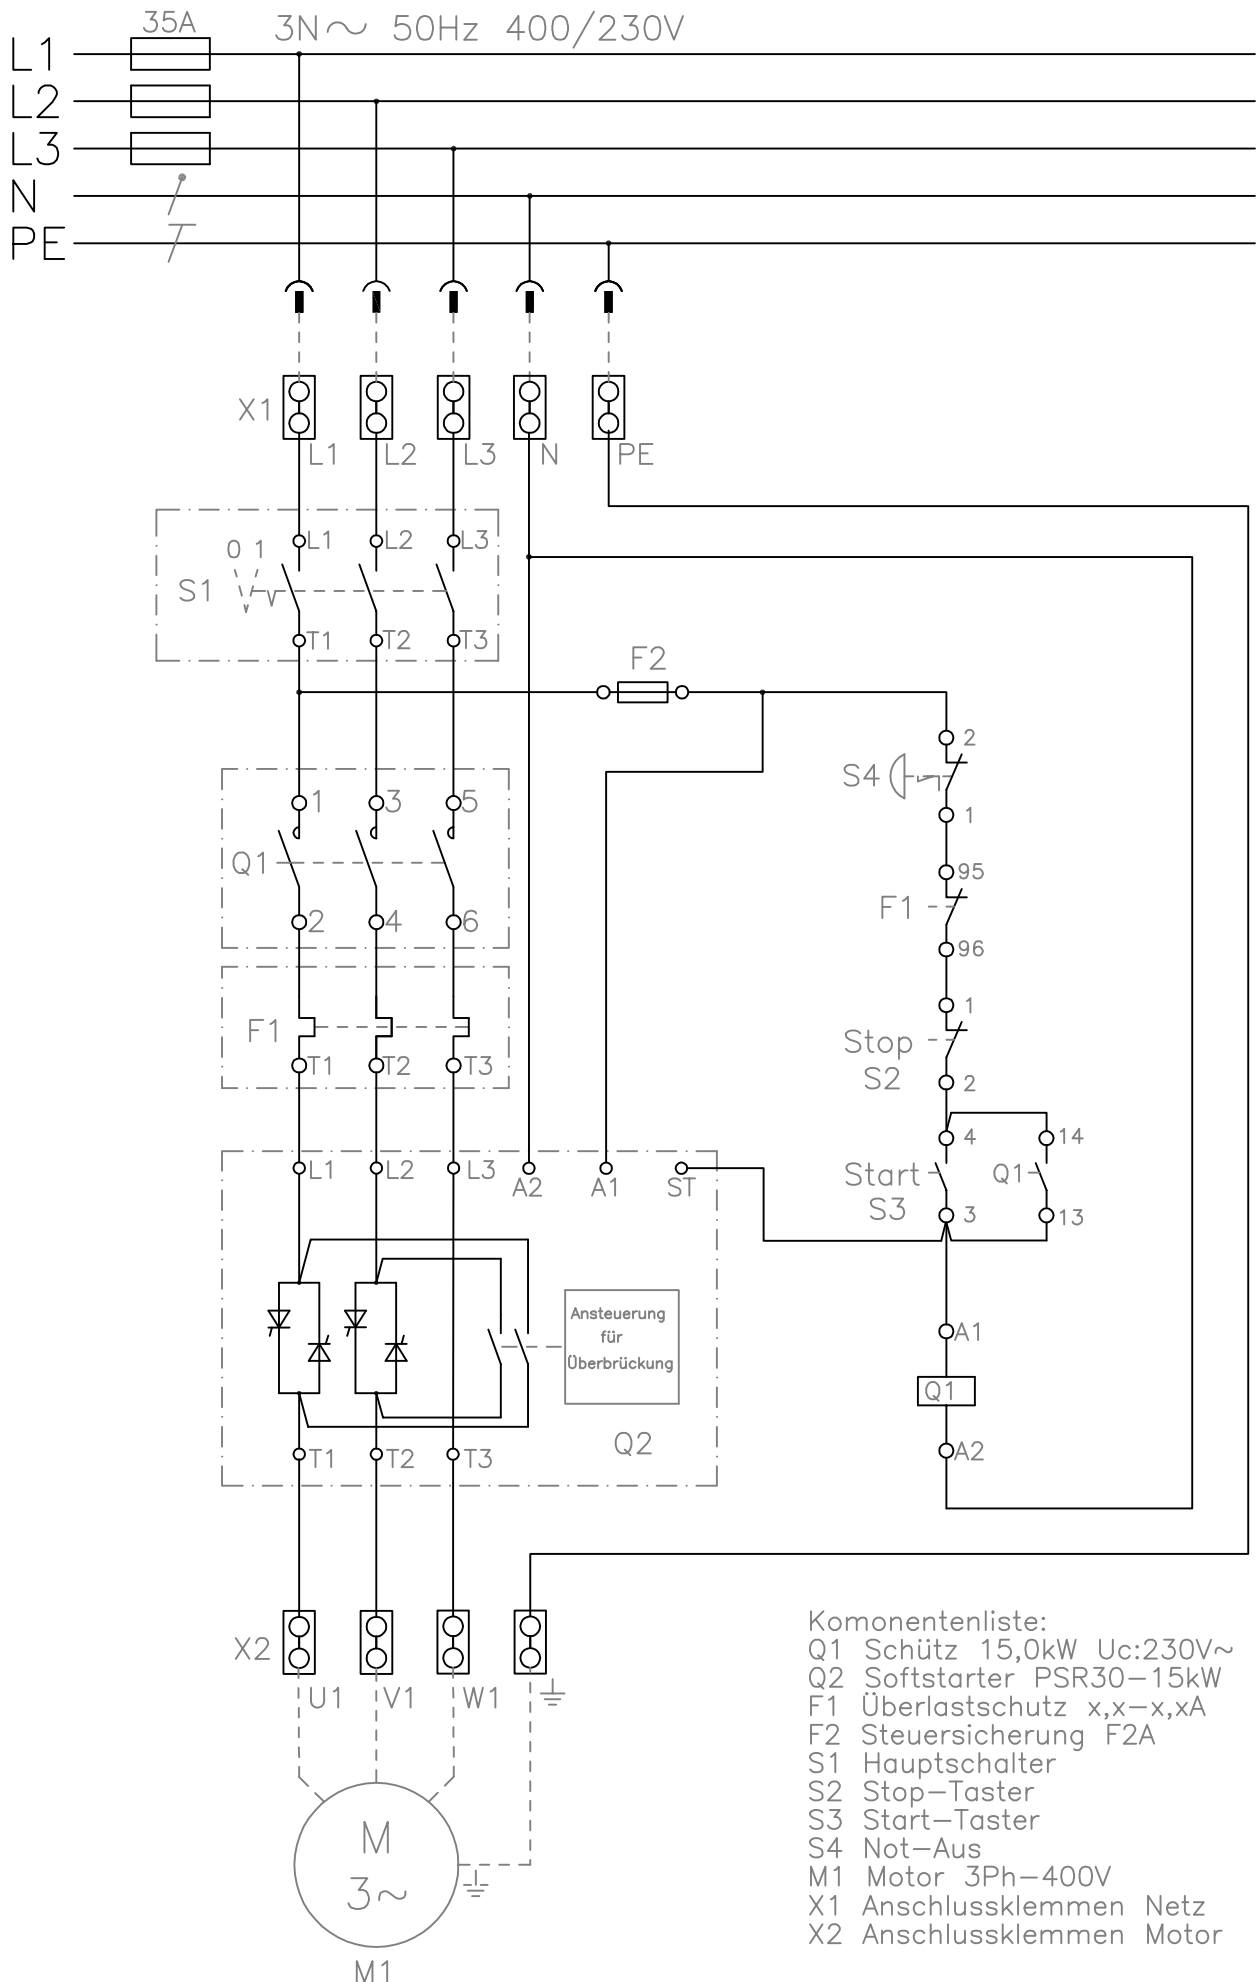 35A 3N~ 50Hz 400/230V
L1
L2
L3
N
PE
X1
L1 L2 L3 N PE
L1 L2 L3
0 1
S1
T1 T2 T3
F2
2
S4
1
1 3 5
Q1
2 4 6
95
F1
96
F1
T1 T2 T3
1
Stop
S2
2
4 14
Start Q1
S3 3 13
L1 L2 L3 A2 A1 ST
Ansteuerung
für
Überbrückung
A1
Q1
A2
Q2
T1 T2 T3
X2
U1 V1 W1
M
3~
M1
Komonentenliste:
Q1 Schütz 15,0kW Uc:230V~
Q2 Softstarter PSR30-15kW
F1 Überlastschutz x,x-x,xA
F2 Steuersicherung F2A
S1 Hauptschalter
S2 Stop-Taster
S3 Start-Taster
S4 Not-Aus
M1 Motor 3Ph-400V
X1 Anschlussklemmen Netz
X2 Anschlussklemmen Motor